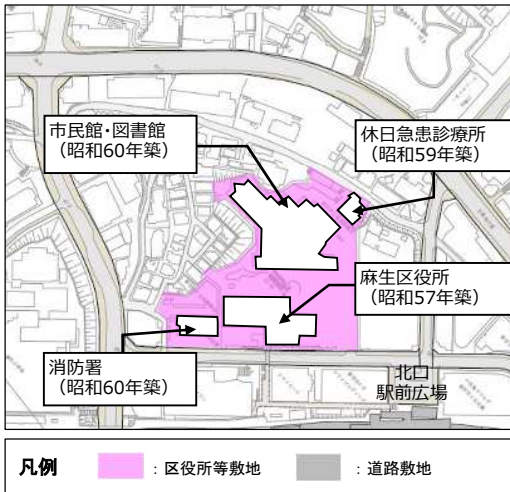 市民館・図書館
（昭和60年築）
休日急患診療所
（昭和59年築）
麻生区役所
（昭和57年築）
消防署
（昭和60年築）
北口
駅前広場
凡例
：区役所等敷地
：道路敷地